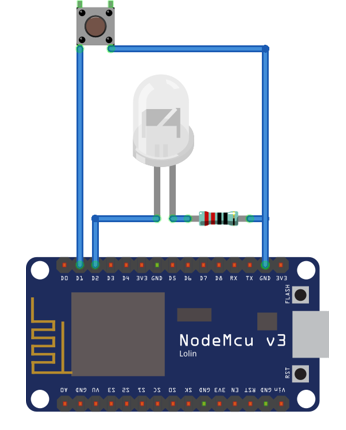 D0 D1 D2 D3 D4 3V3 GND D5 D6 D7 D8 RX TX GND 3V3
FLASH
NodeMcu v3
Lolin
RST
A0 GND VU S3 S2 S1 SC S0 SK GND 3V3 EN RST GND Vin